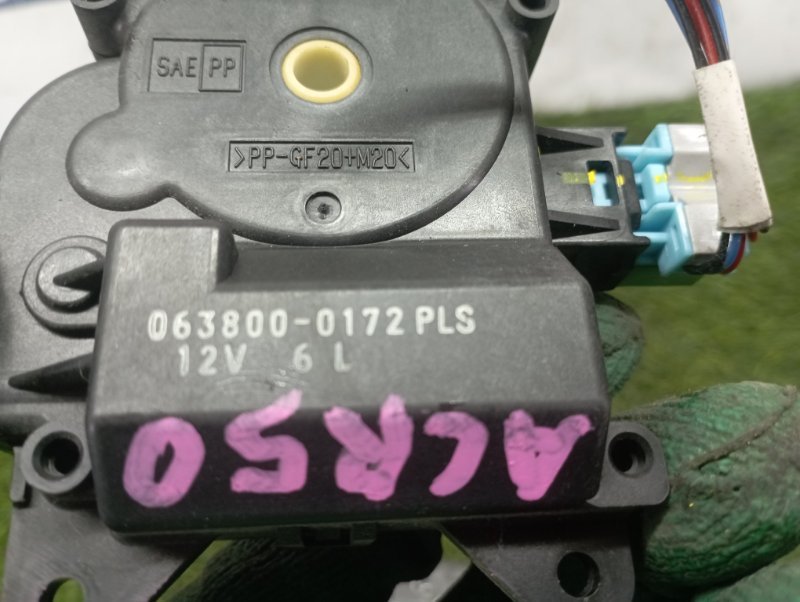 SAE PP
>PP-GF20+M20<
063800-0172 PLS
12V 6 L
ACR50